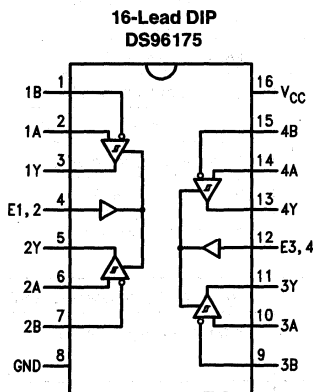 16-Lead DIP
DS96175
1B 1
1A 2
1Y 3
E1, 2 4
2Y 5
2A 6
2B 7
GND 8
16 VCC
15 4B
14 4A
13 4Y
12 E3, 4
11 3Y
10 3A
9 3B